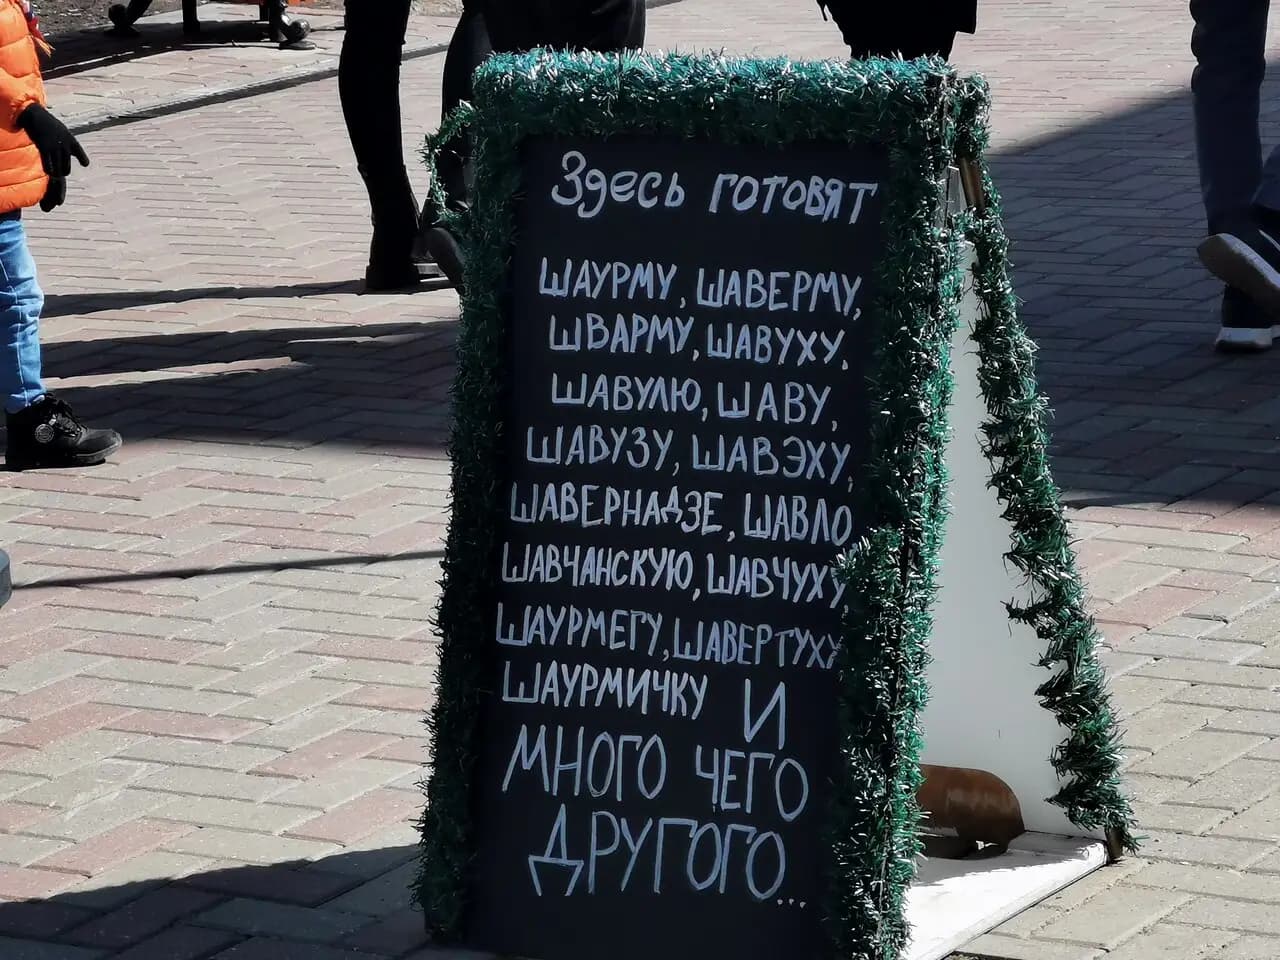 Здесь готовят
ШАУРМУ, ШАВЕРМУ,
ШВАРМУ, ШАВУХУ,
ШАВУЛЮ, ШАВУ,
ШАВУЗУ, ШАВЭХУ,
ШАВЕРНАДЗЕ, ШАВЛО
ШАВЧАНСКУЮ, ШАВЧУХУ,
ШАУРМЕГУ, ШАВЕРТУХУ
ШАУРМИЧКУ И
МНОГО ЧЕГО
ДРУГОГО...